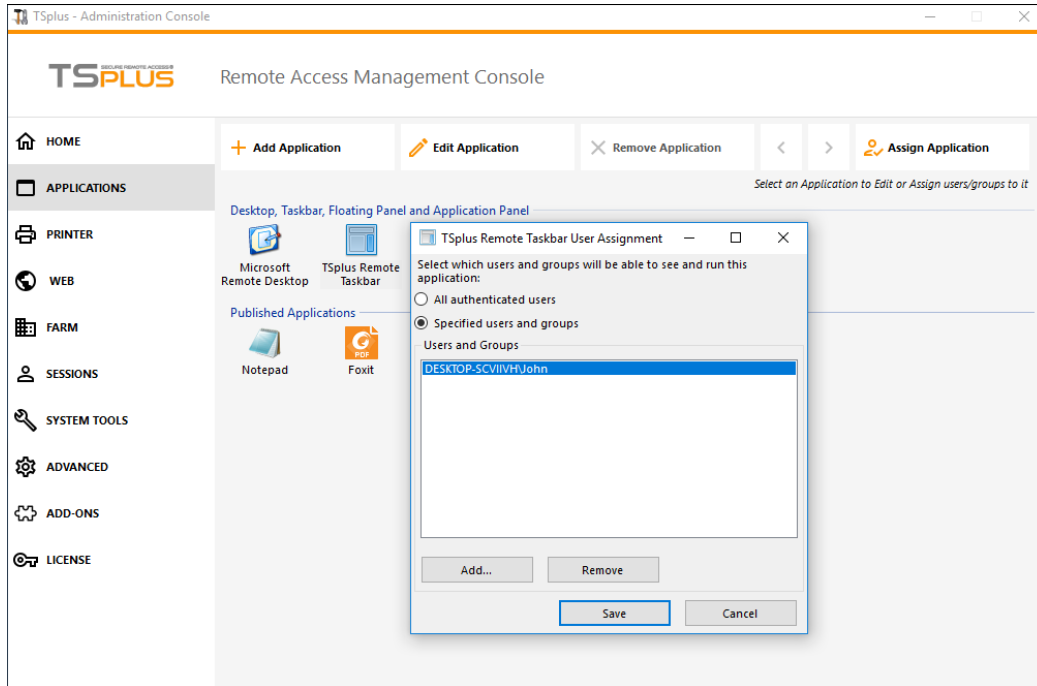 TSplus - Administration Console
SECURE REMOTE ACCESS®
TSPLUS
Remote Access Management Console
HOME
APPLICATIONS
PRINTER
WEB
FARM
SESSIONS
SYSTEM TOOLS
ADVANCED
ADD-ONS
LICENSE
Add Application
Edit Application
Remove Application
Assign Application
Select an Application to Edit or Assign users/groups to it
Desktop, Taskbar, Floating Panel and Application Panel
Microsoft
Remote Desktop
TSplus Remote
Taskbar
Published Applications
Notepad
PDF
Foxit
TSplus Remote Taskbar User Assignment
Select which users and groups will be able to see and run this
application:
All authenticated users
Specified users and groups
Users and Groups
DESKTOP-SCVIIVH\John
Add...
Remove
Save
Cancel